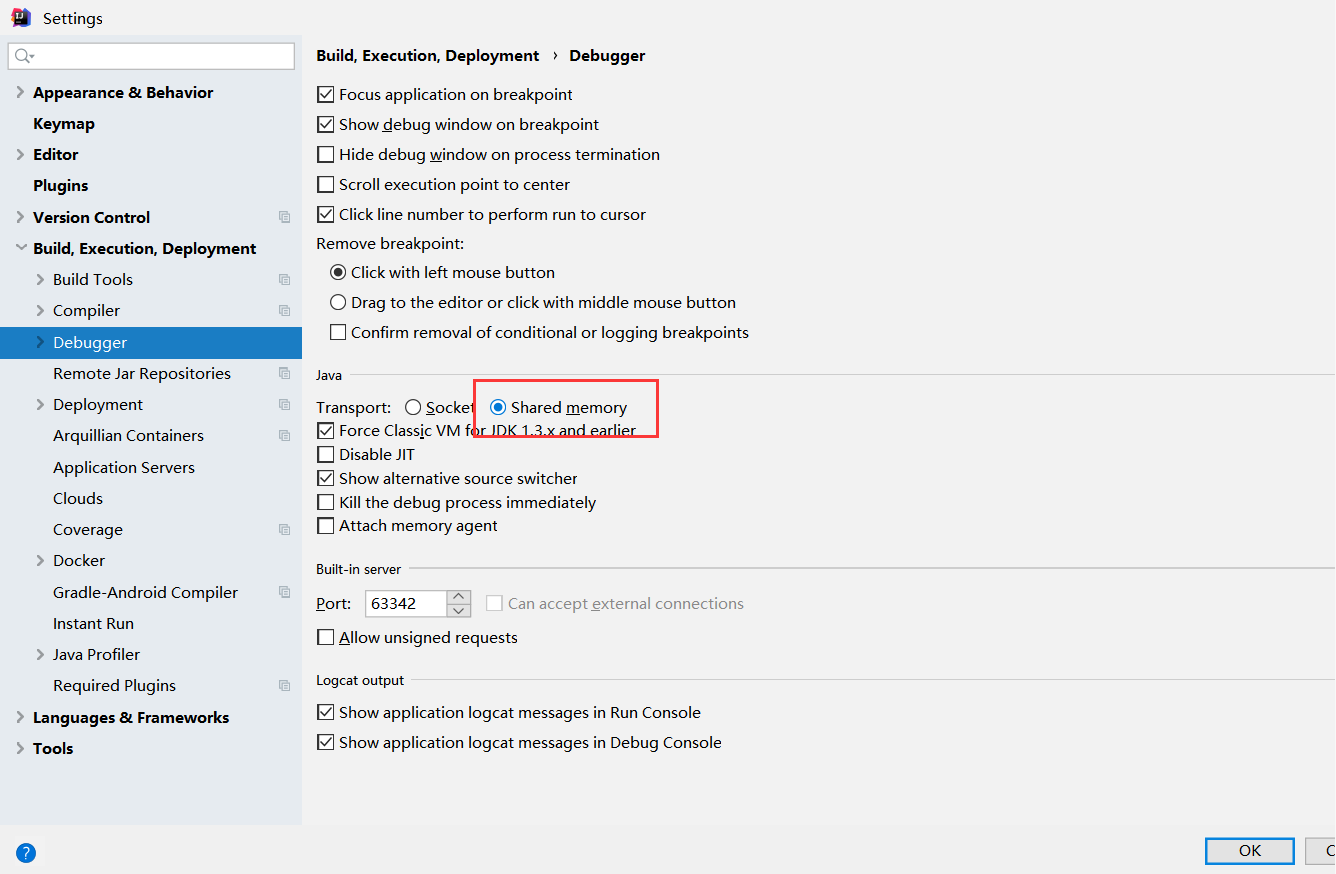 Settings
Build, Execution, Deployment › Debugger
Appearance & Behavior
Keymap
Editor
Plugins
Version Control
Build, Execution, Deployment
Build Tools
Compiler
Debugger
Remote Jar Repositories
Deployment
Arquillian Containers
Application Servers
Clouds
Coverage
Docker
Gradle-Android Compiler
Instant Run
Java Profiler
Required Plugins
Languages & Frameworks
Tools
Focus application on breakpoint
Show debug window on breakpoint
Hide debug window on process termination
Scroll execution point to center
Click line number to perform run to cursor
Remove breakpoint:
Click with left mouse button
Drag to the editor or click with middle mouse button
Confirm removal of conditional or logging breakpoints
Java
Transport: Socket Shared memory
Force Classic VM for JDK 1.3.x and earlier
Disable JIT
Show alternative source switcher
Kill the debug process immediately
Attach memory agent
Built-in server
Port: 63342 Can accept external connections
Allow unsigned requests
Logcat output
Show application logcat messages in Run Console
Show application logcat messages in Debug Console
? OK C